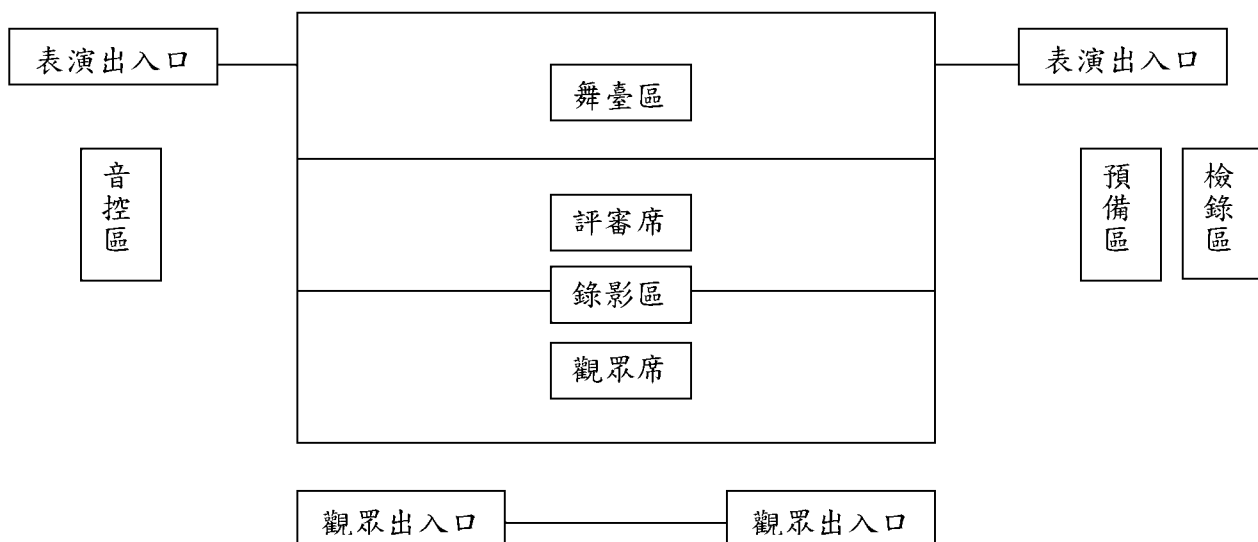 表演出入口
表演出入口
舞臺區
音控區
預備區
檢錄區
評審席
錄影區
觀眾席
觀眾出入口
觀眾出入口